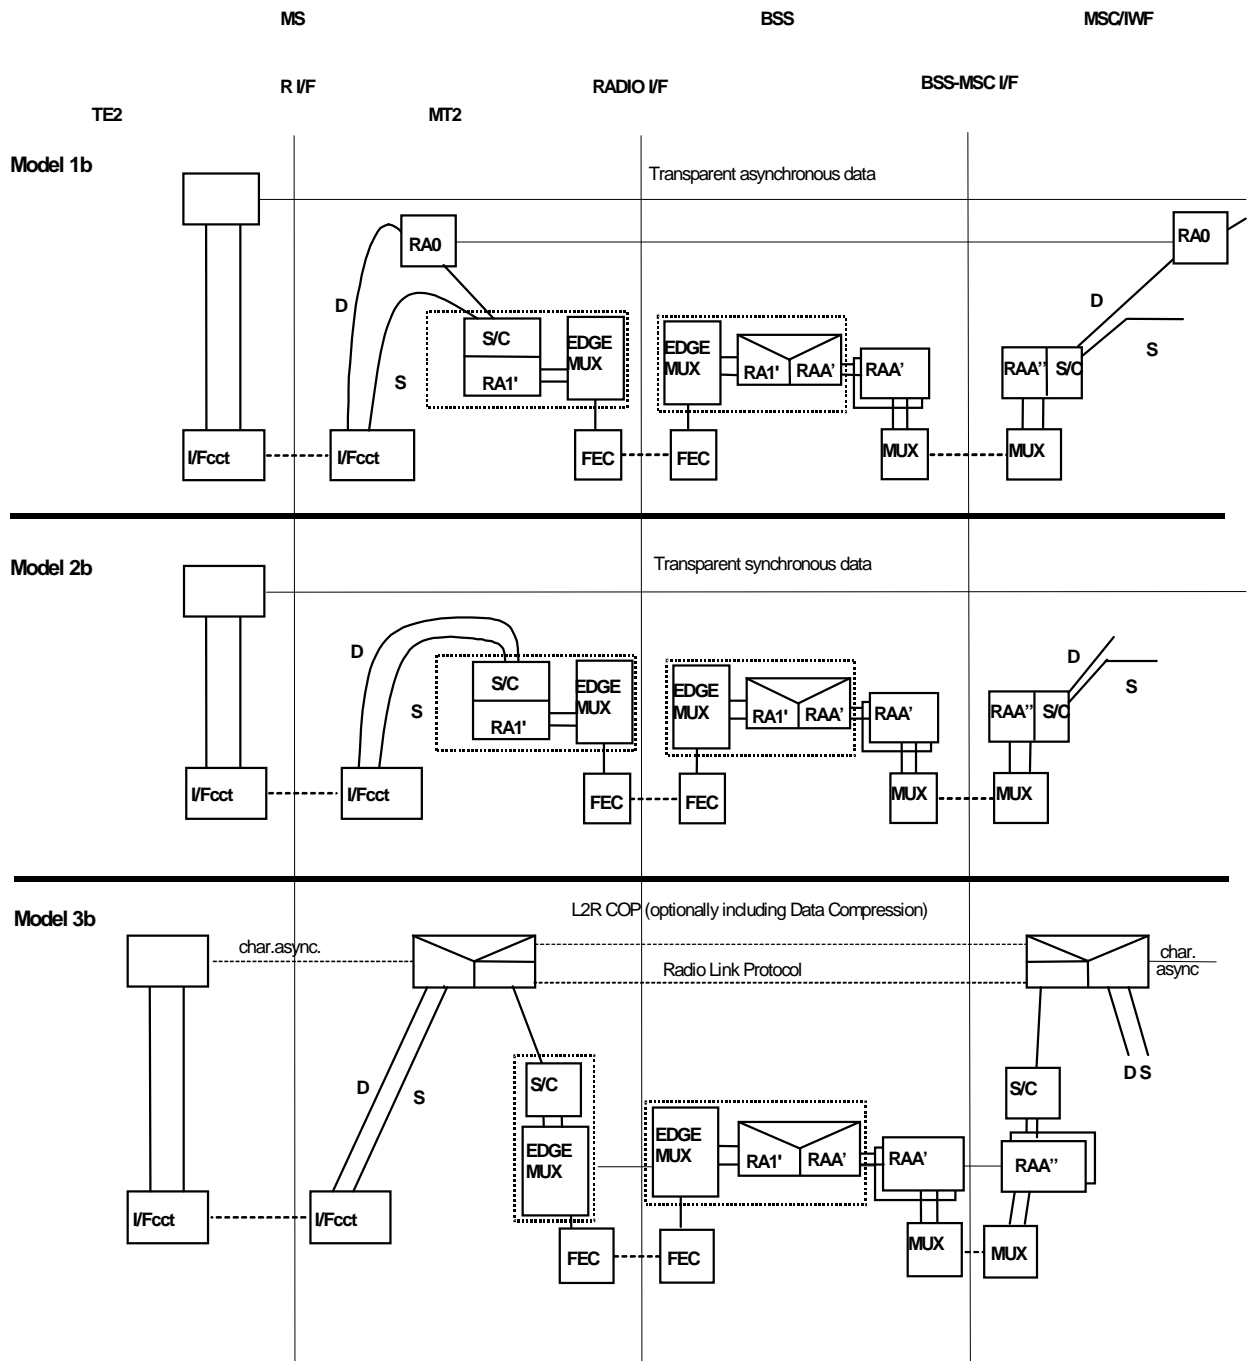 MS BSS MSC/IWF
R I/F RADIO I/F BSS-MSC I/F
TE2 MT2
Model 1b
Transparent asynchronous data
RA0 RA0
D D
S/C EDGE MUX EDGE MUX RA1' RAA' RAA' RAA'' S/C S
S RA1'
I/Fcct I/Fcct FEC FEC MUX MUX
Model 2b
Transparent synchronous data
D D
S/C EDGE MUX EDGE MUX RA1' RAA' RAA' RAA'' S/C S
S RA1'
I/Fcct I/Fcct FEC FEC MUX MUX
Model 3b
L2R COP (optionally including Data Compression)
char.async. char. async
Radio Link Protocol
D S S/C S/C D S
EDGE MUX EDGE MUX RA1' RAA' RAA' RAA''
I/Fcct I/Fcct FEC FEC MUX MUX